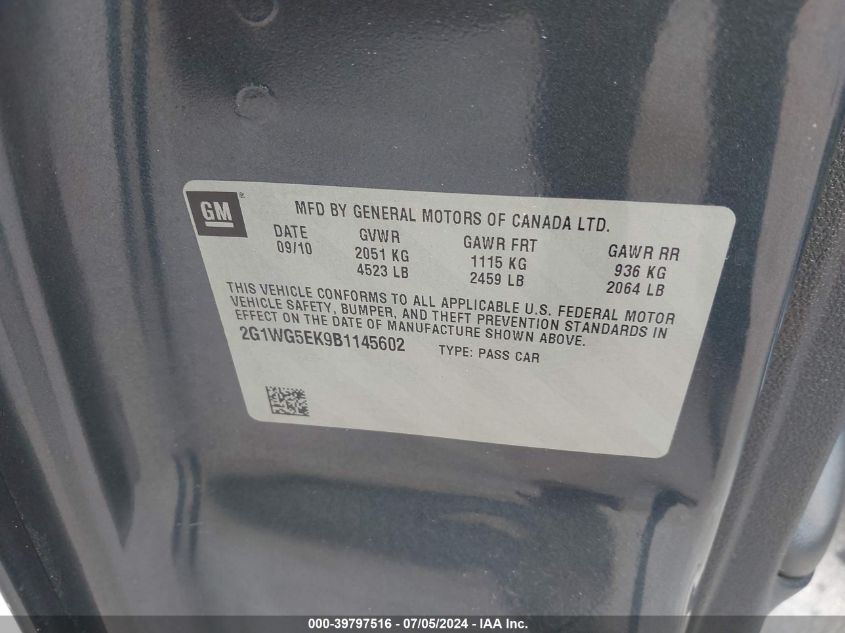 GM ® MFD BY GENERAL MOTORS OF CANADA LTD.
DATE GVWR GAWR FRT GAWR RR
09/10 2051 KG 1115 KG 936 KG
4523 LB 2459 LB 2064 LB
THIS VEHICLE CONFORMS TO ALL APPLICABLE U.S. FEDERAL MOTOR
VEHICLE SAFETY, BUMPER, AND THEFT PREVENTION STANDARDS IN
EFFECT ON THE DATE OF MANUFACTURE SHOWN ABOVE.
2G1WG5EK9B1145602 TYPE: PASS CAR
000-39797516 - 07/05/2024 - IAA Inc.